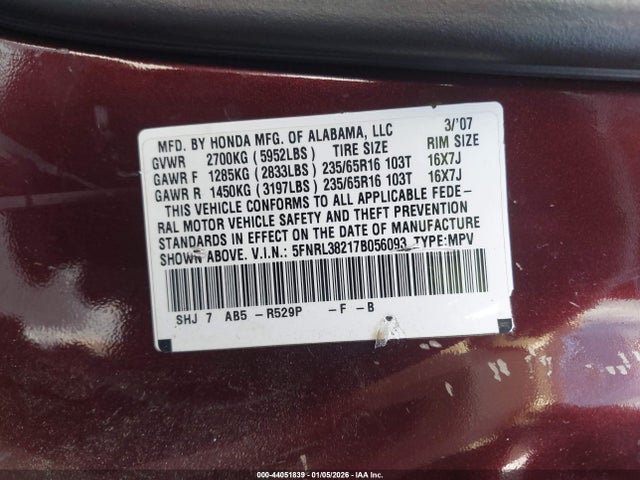 MFD. BY HONDA MFG. OF ALABAMA, LLC 3/'07
GVWR 2700KG (5952LBS) TIRE SIZE RIM SIZE
GAWR F 1285KG (2833LBS) 235/65R16 103T 16X7J
GAWR R 1450KG (3197LBS) 235/65R16 103T 16X7J
THIS VEHICLE CONFORMS TO ALL APPLICABLE FEDE-
RAL MOTOR VEHICLE SAFETY AND THEFT PREVENTION
STANDARDS IN EFFECT ON THE DATE OF MANUFACTURE
SHOWN ABOVE. V.I.N.: 5FNRL38217B056093 TYPE:MPV
SHJ 7 AB5 -R529P -F -B
000-44051839 - 01/05/2026 - IAA Inc.